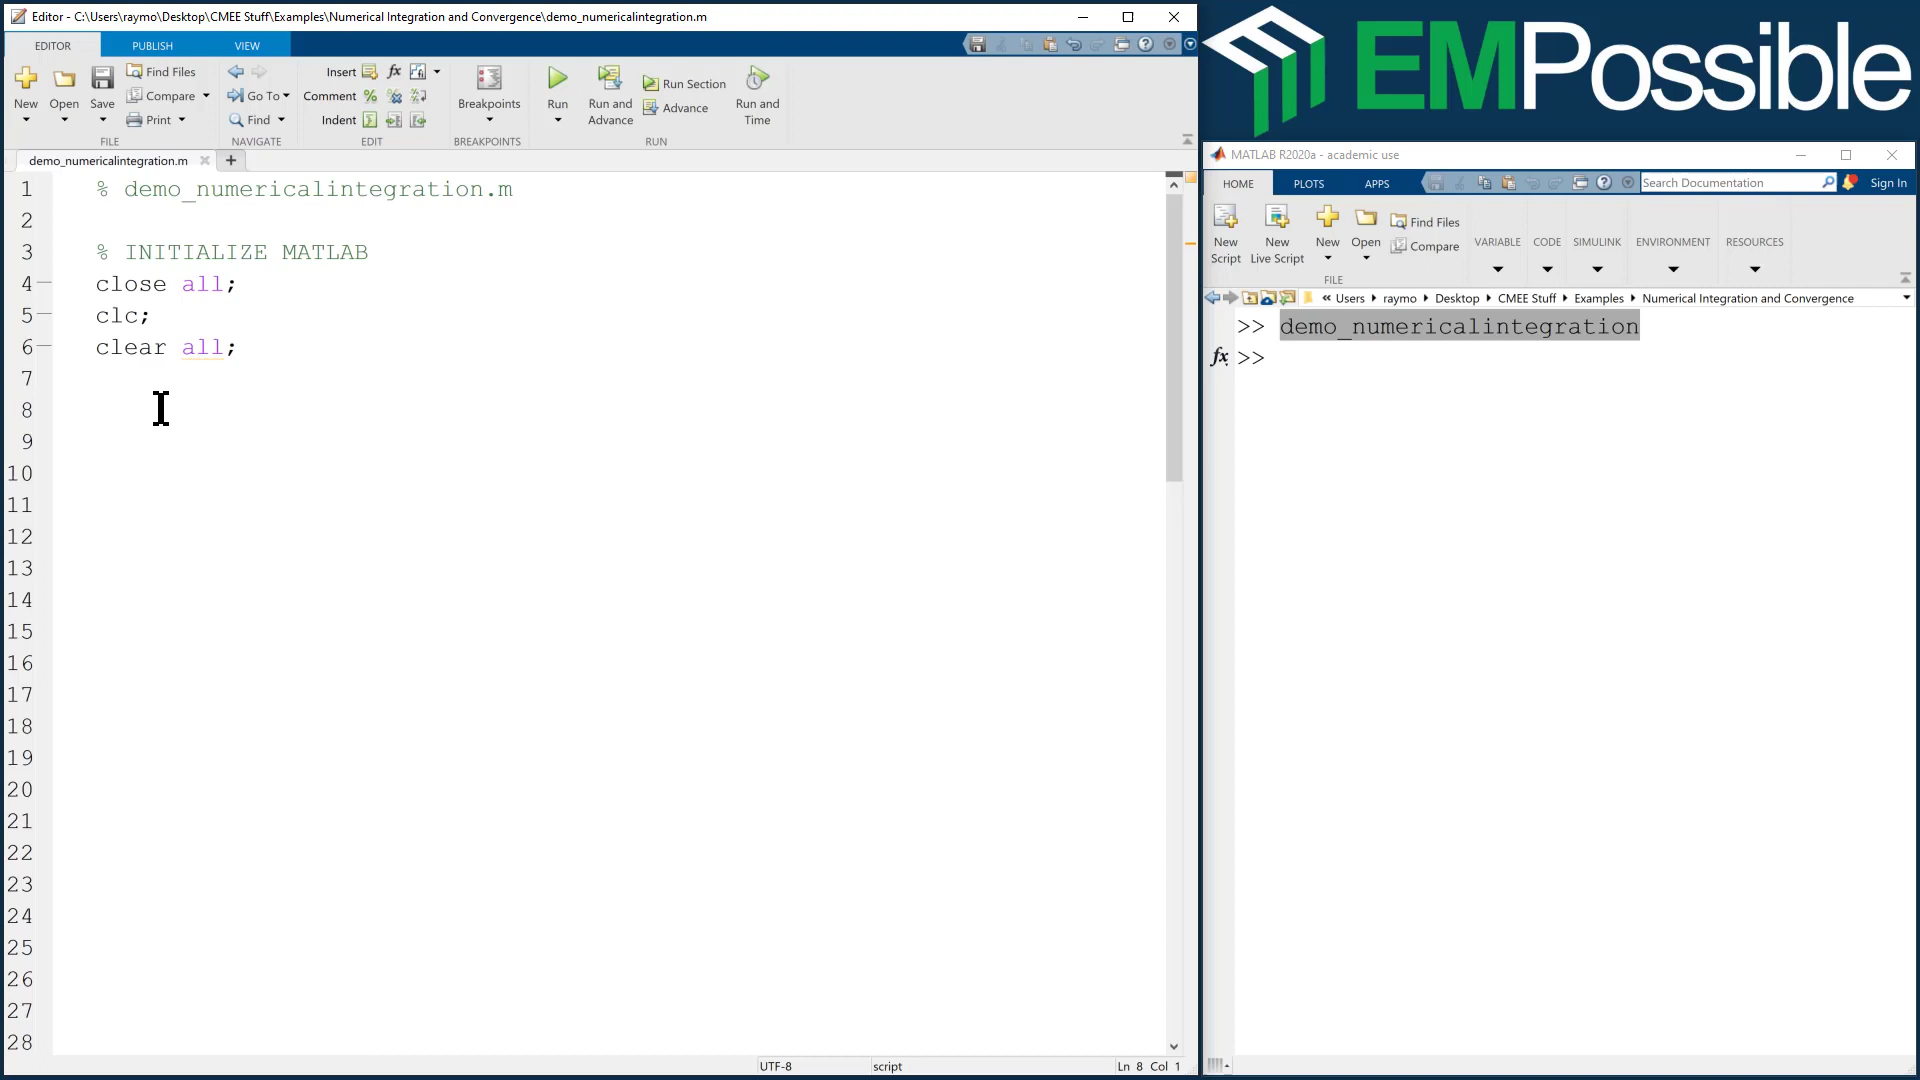 Editor - C:\Users\raymo\Desktop\CMEE Stuff\Examples\Numerical Integration and Convergence\demo_numericalintegration.m
EDITOR PUBLISH VIEW
New Open Save
Find Files
Compare
Print
FILE
Go To
Find
NAVIGATE
Insert fx
Comment
Indent
EDIT
Breakpoints
BREAKPOINTS
Run
Run and Advance
Run Section
Advance
Run and Time
RUN
demo_numericalintegration.m
1 % demo_numericalintegration.m
2
3 % INITIALIZE MATLAB
4 close all;
5 clc;
6 clear all;
7
8
9
10
11
12
13
14
15
16
17
18
19
20
21
22
23
24
25
26
27
28
UTF-8 script Ln 8 Col 1
EMPossible
MATLAB R2020a - academic use
HOME PLOTS APPS Search Documentation Sign In
New Script
New Live Script
New Open
Find Files
Compare
FILE
VARIABLE CODE SIMULINK ENVIRONMENT RESOURCES
« Users raymo Desktop CMEE Stuff Examples Numerical Integration and Convergence
>> demo_numericalintegration
fx >>